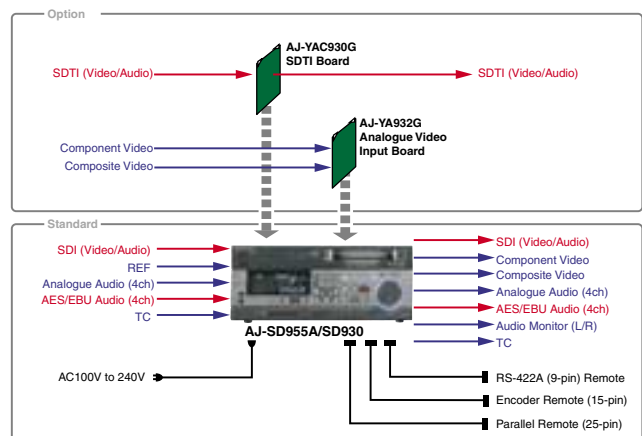 Option
AJ-YAC930G
SDTI Board
SDTI (Video/Audio)
SDTI (Video/Audio)
AJ-YA932G
Analogue Video
Input Board
Component Video
Composite Video
Standard
SDI (Video/Audio)
REF
Analogue Audio (4ch)
AES/EBU Audio (4ch)
TC
SDI (Video/Audio)
Component Video
Composite Video
Analogue Audio (4ch)
AES/EBU Audio (4ch)
Audio Monitor (L/R)
TC
AJ-SD955A/SD930
AC100V to 240V
RS-422A (9-pin) Remote
Encoder Remote (15-pin)
Parallel Remote (25-pin)